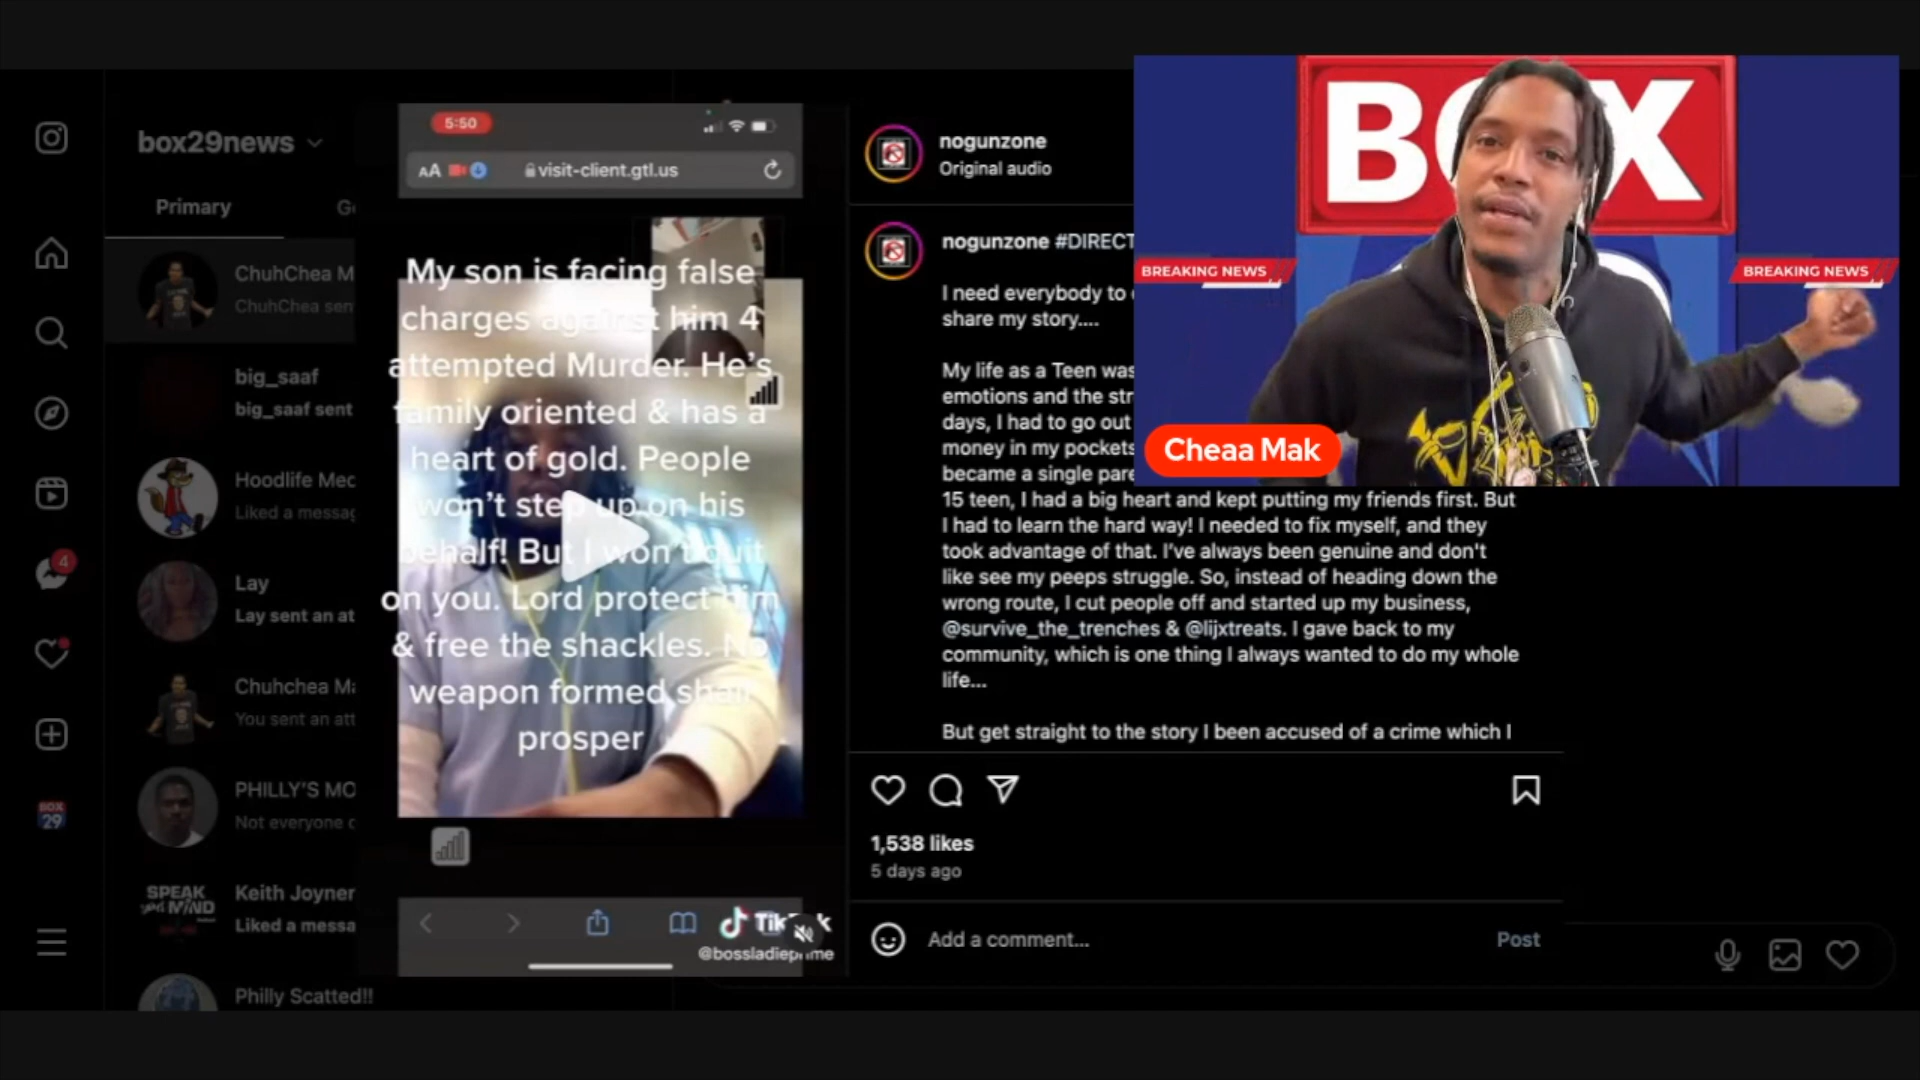 box29news
Primary
ChuhChea M
ChuhChea sen
big_saaf
big_saaf sent
Hoodlife Mec
Liked a messag
Lay
Lay sent an at
4
Chuhchea Ma
You sent an att
PHILLY'S MO
Not everyone c
BOX
29
SPEAK
Keith Joyner
Liked a messa
Philly Scatted!!
5:50
AA
visit-client.gtl.us
My son is facing false
charges against him 4
attempted Murder. He's
family oriented & has a
heart of gold. People
won't step up on his
behalf! But I won't quit
on you. Lord protect him
& free the shackles. No
weapon formed shall
prosper
@bossladieprime
nogunzone
Original audio
nogunzone #DIRECT
I need everybody to
share my story....
My life as a Teen was
emotions and the str
days, I had to go out
money in my pockets
became a single pare
15 teen, I had a big heart and kept putting my friends first. But
I had to learn the hard way! I needed to fix myself, and they
took advantage of that. I've always been genuine and don't
like see my peeps struggle. So, instead of heading down the
wrong route, I cut people off and started up my business,
@survive_the_trenches & @lijxtreats. I gave back to my
community, which is one thing I always wanted to do my whole
life...
But get straight to the story I been accused of a crime which I
1,538 likes
5 days ago
Add a comment...
Post
BOX
BREAKING NEWS
BREAKING NEWS
Cheaa Mak